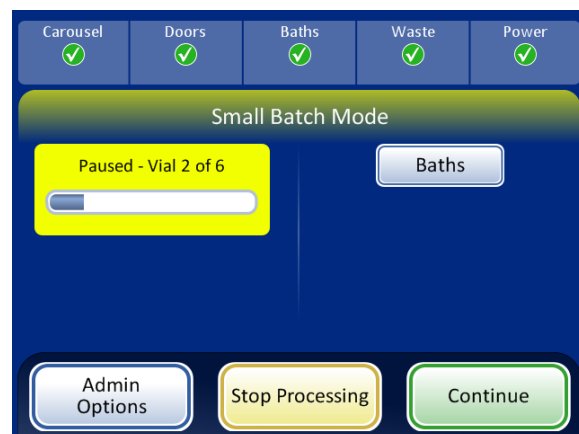 Carousel Doors Baths Waste Power
Small Batch Mode
Paused - Vial 2 of 6
Baths
Admin
Options
Stop Processing
Continue